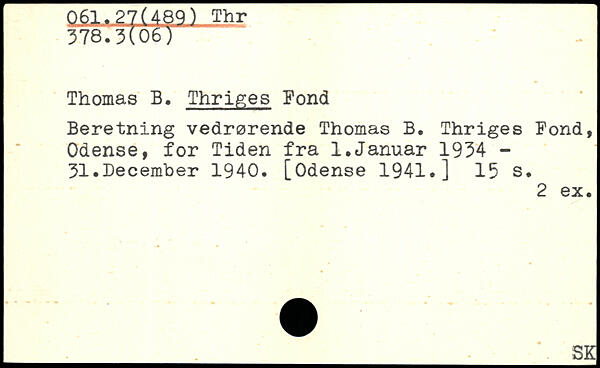 061.27(489) Thr
378.3(06)
Thomas B. Thriges Fond
Beretning vedrørende Thomas B. Thriges Fond,
Odense, for Tiden fra 1.Januar 1934 -
31.December 1940. [Odense 1941.] 15 s.
2 ex.
SK